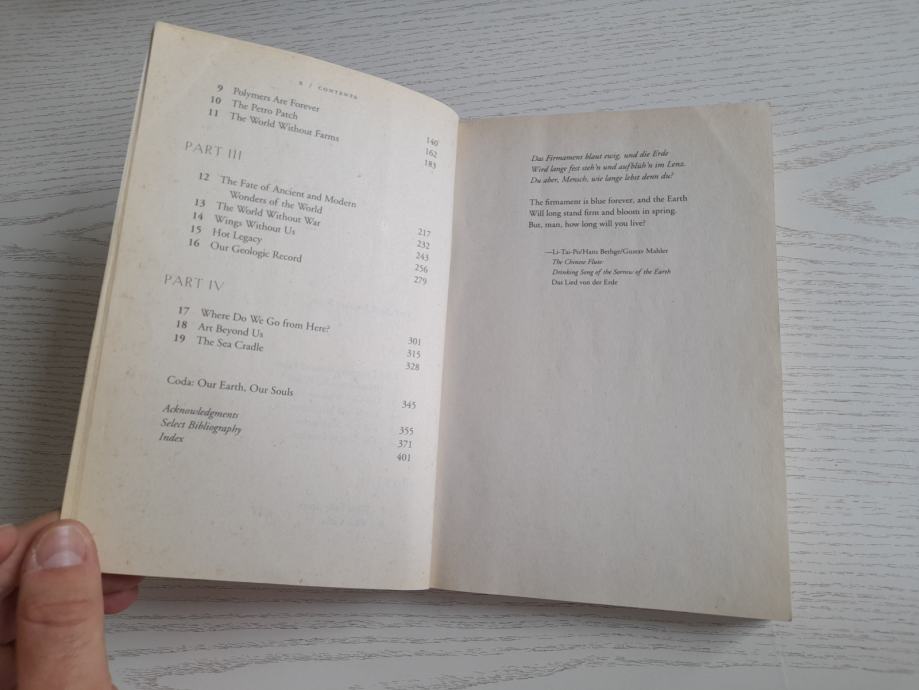 x / CONTENTS
9 Polymers Are Forever 140
10 The Petro Patch 162
11 The World Without Farms 183
PART III
12 The Fate of Ancient and Modern
Wonders of the World 217
13 The World Without War 232
14 Wings Without Us 243
15 Hot Legacy 256
16 Our Geologic Record 279
PART IV
17 Where Do We Go from Here? 301
18 Art Beyond Us 315
19 The Sea Cradle 328
Coda: Our Earth, Our Souls 345
Acknowledgments 355
Select Bibliography 371
Index 401
Das Firmament blaut ewig, und die Erde
Wird lange fest steh'n und aufblüh'n im Lenz.
Du aber, Mensch, wie lange lebst denn du?
The firmament is blue forever, and the Earth
Will long stand firm and bloom in spring.
But, man, how long will you live?
—Li-Tai-Po/Hans Bethge/Gustav Mahler
The Chinese Flute:
Drinking Song of the Sorrow of the Earth
Das Lied von der Erde